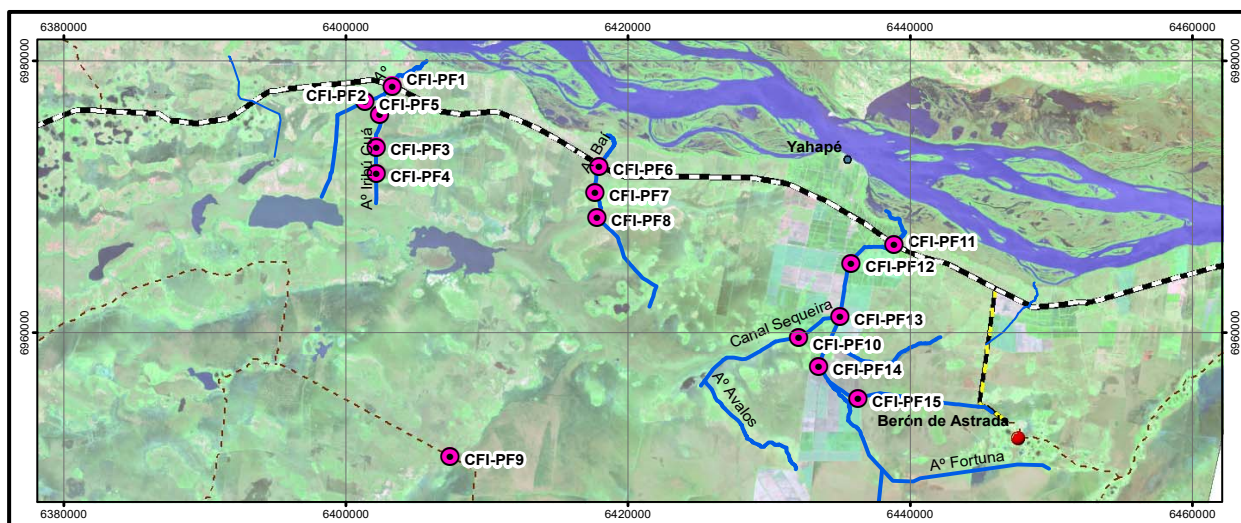 6380000 6400000 6420000 6440000 6460000
6980000 6980000
Aº
CFI-PF1
CFI-PF2
CFI-PF5
CFI-PF3
CFI-PF4
Aº Iribú Cuá
Aº Baí
CFI-PF6
CFI-PF7
CFI-PF8
Yahapé
CFI-PF11
CFI-PF12
CFI-PF13
Canal Sequeira
6960000 6960000
CFI-PF10
CFI-PF14
Aº Avalos
CFI-PF15
Berón de Astrada
Aº Fortuna
CFI-PF9
6380000 6400000 6420000 6440000 6460000